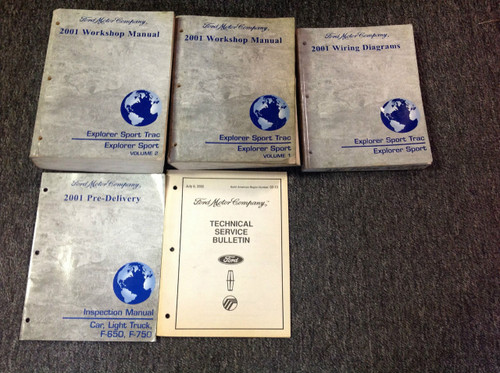 Ford Motor Company
2001 Workshop Manual
Explorer Sport Trac
Explorer Sport
VOLUME 2
Ford Motor Company
2001 Workshop Manual
Explorer Sport Trac
Explorer Sport
VOLUME 1
Ford Motor Company
2001 Wiring Diagrams
Explorer Sport Trac
Explorer Sport
Ford Motor Company
2001 Pre-Delivery
Inspection Manual
Car, Light Truck,
F-650, F-750
Ford Motor Company
TECHNICAL
SERVICE
BULLETIN
Ford